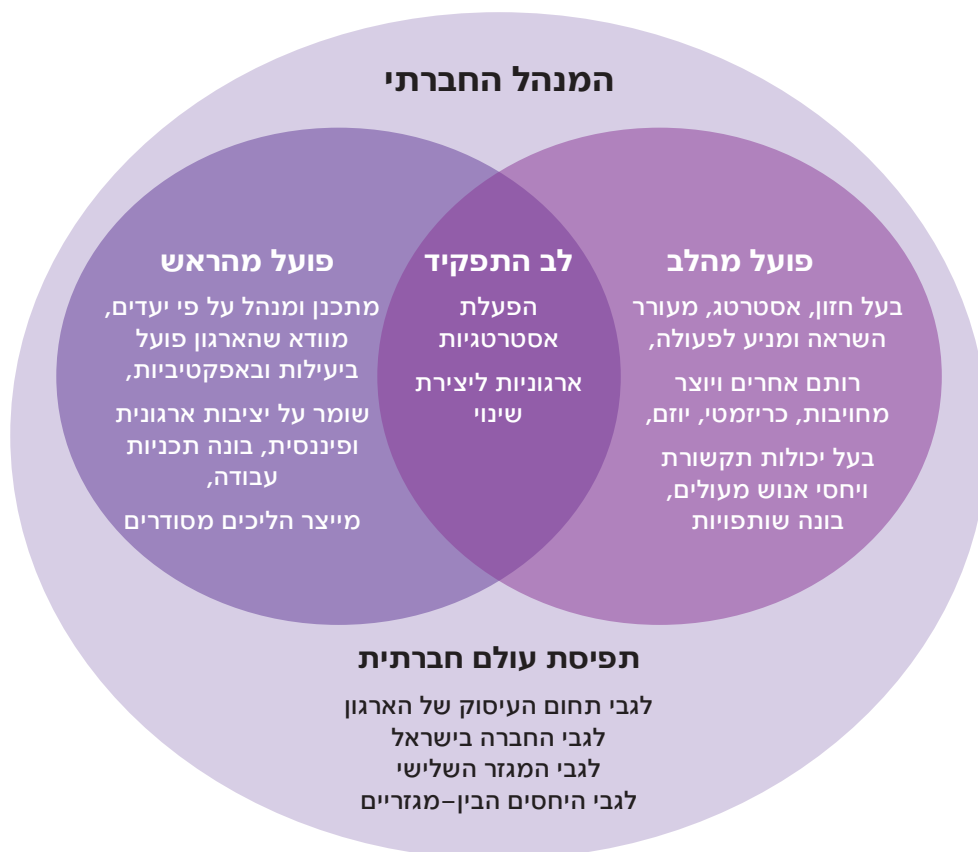 המנהל החברתי
פועל מהלב
בעל חזון, אסטרטג, מעורר
השראה ומניע לפעולה,
רותם אחרים ויוצר
מחויבות, כריזמטי, יוזם,
בעל יכולות תקשורת
ויחסי אנוש מעולים,
בונה שותפויות
לב התפקיד
הפעלת
אסטרטגיות
ארגוניות ליצירת
שינוי
פועל מהראש
מתכנן ומנהל על פי יעדים,
מוודא שהארגון פועל
ביעילות ובאפקטיביות,
שומר על יציבות ארגונית
ופיננסית, בונה תכניות
עבודה,
מייצר הליכים מסודרים
תפיסת עולם חברתית
לגבי תחום העיסוק של הארגון
לגבי החברה בישראל
לגבי המגזר השלישי
לגבי היחסים הבין–מגזריים